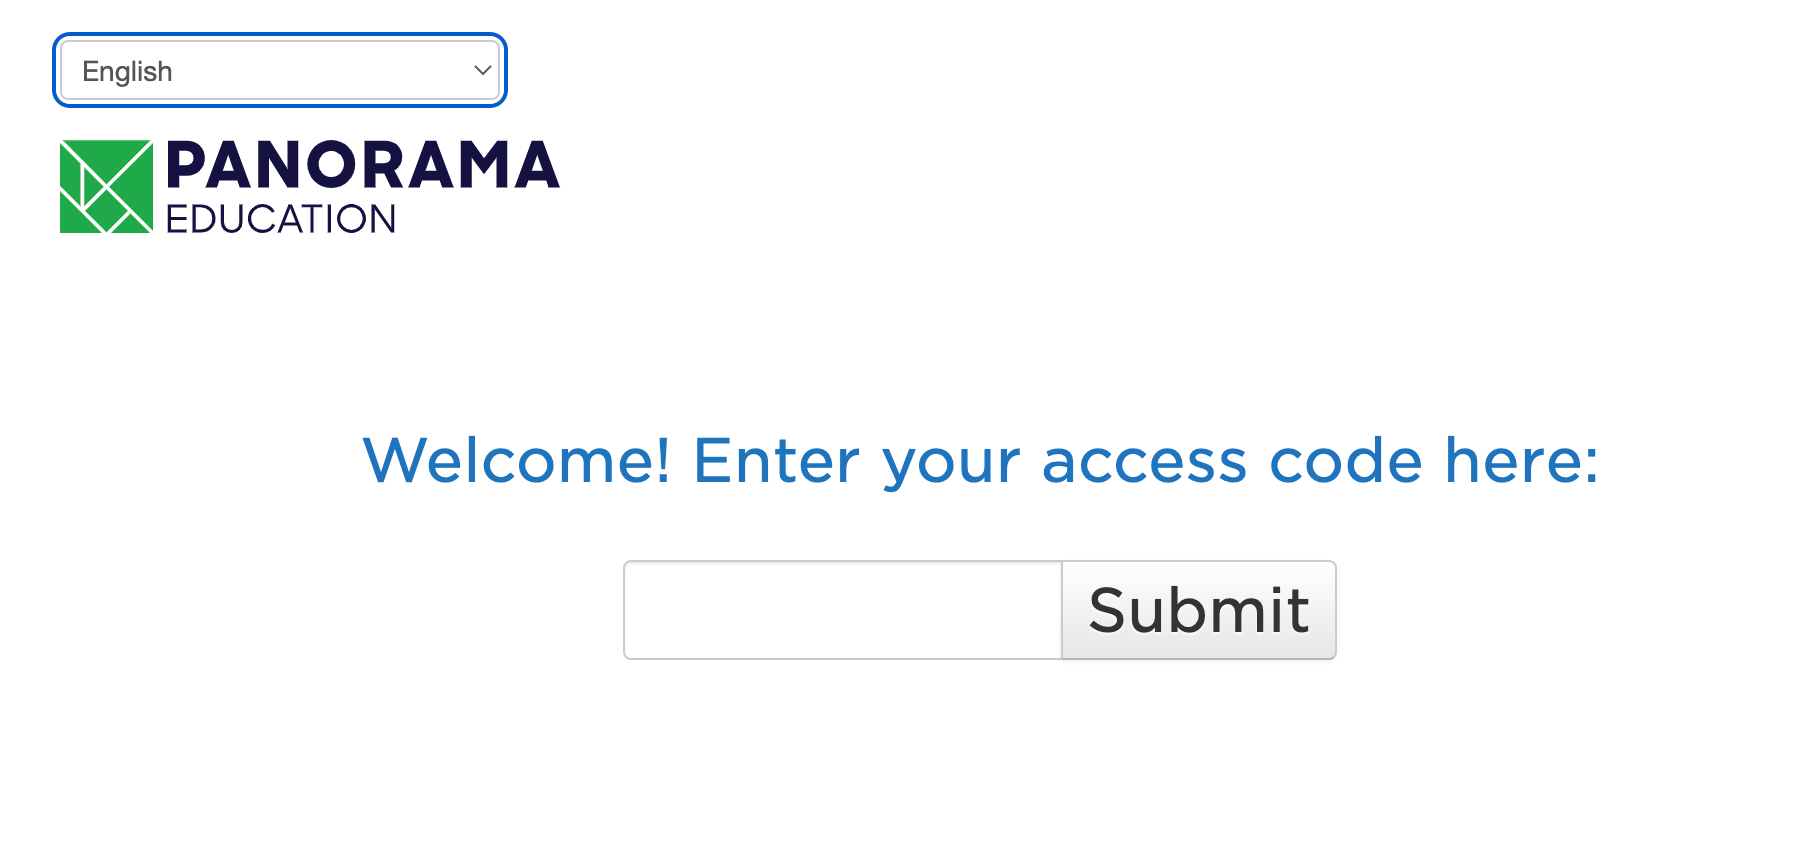 English
PANORAMA
EDUCATION
Welcome! Enter your access code here:
Submit